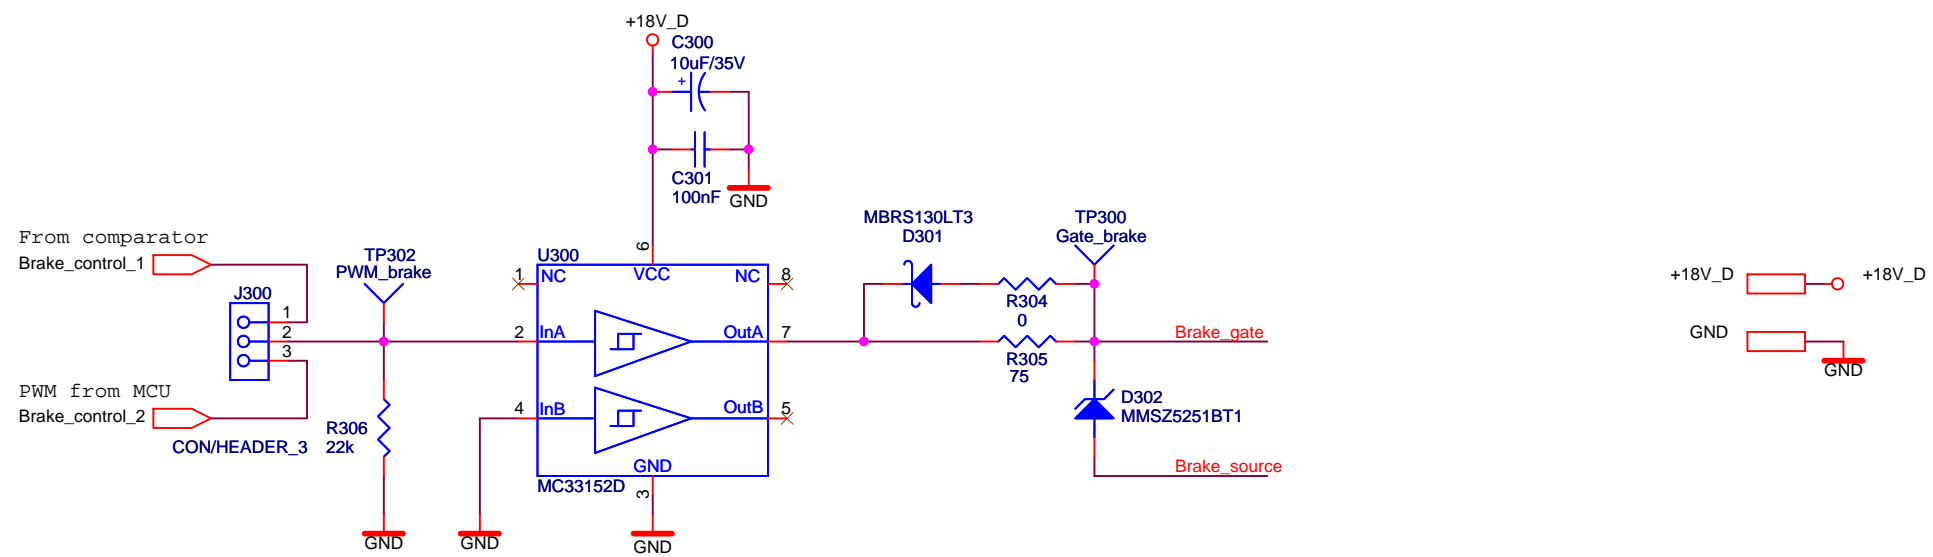 +18V_D
C300
10uF/35V
+
C301
100nF
GND
From comparator
Brake_control_1
J300
1
2
3
PWM from MCU
Brake_control_2
CON/HEADER_3
TP302
PWM_brake
R306
22k
GND
GND
U300
1
NC
6
VCC
NC
8
2
InA
OutA
7
4
InB
OutB
5
GND
MC33152D
3
GND
MBRS130LT3
D301
TP300
Gate_brake
R304
0
R305
75
Brake_gate
D302
MMSZ5251BT1
Brake_source
+18V_D
+18V_D
GND
GND